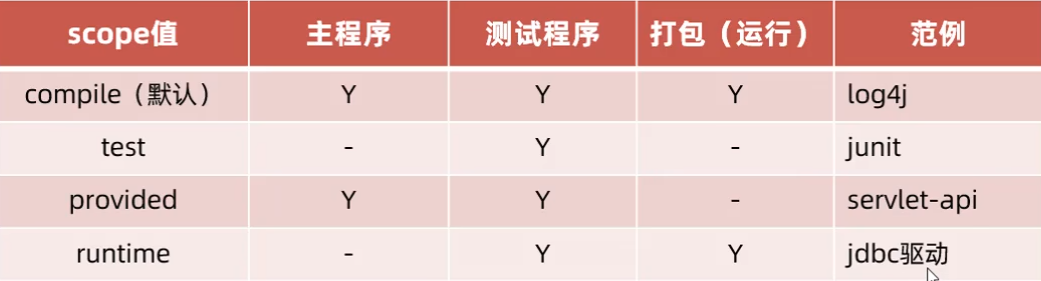 scope值 主程序 测试程序 打包（运行） 范例
compile（默认） Y Y Y log4j
test - Y - junit
provided Y Y - servlet-api
runtime - Y Y jdbc驱动